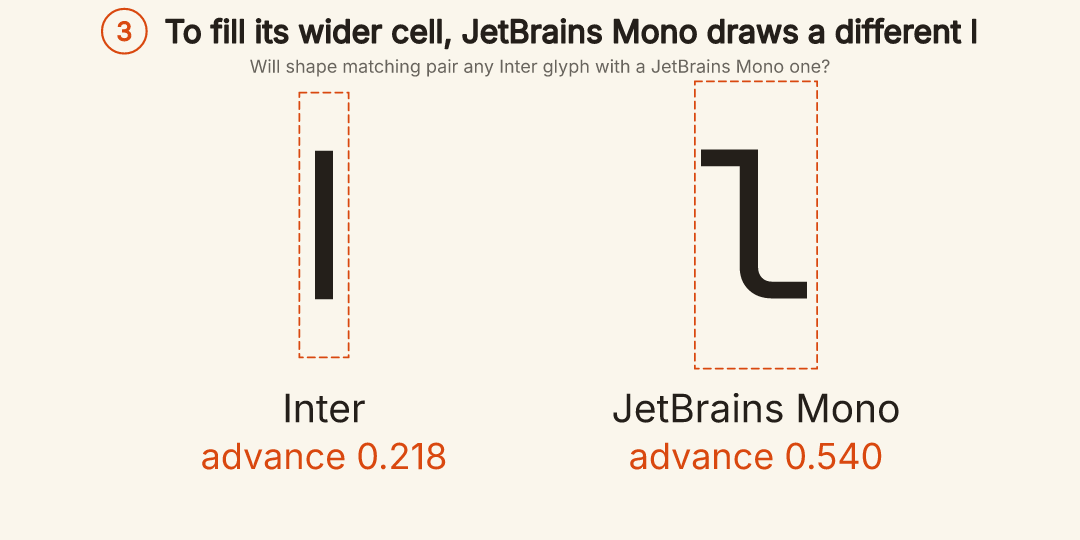 3 To fill its wider cell, JetBrains Mono draws a different l
Will shape matching pair any Inter glyph with a JetBrains Mono one?
l l
Inter JetBrains Mono
advance 0.218 advance 0.540